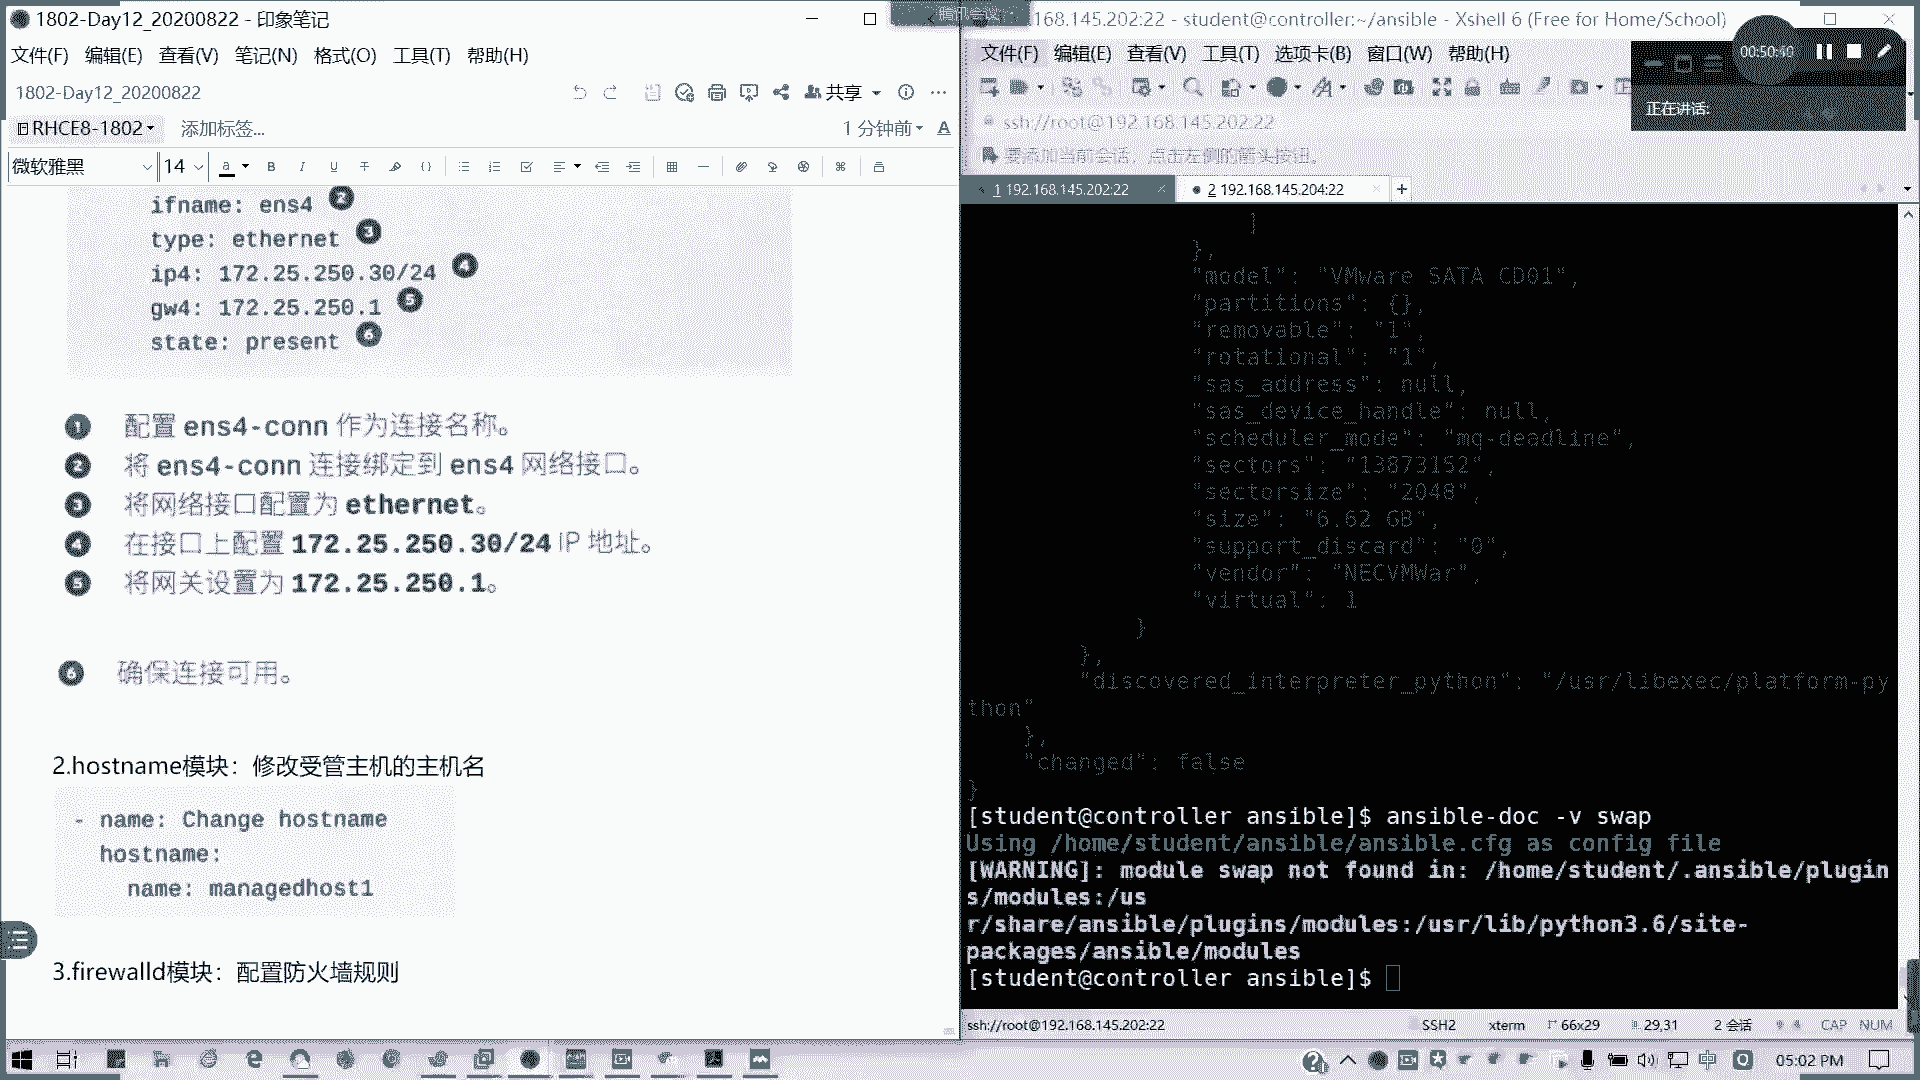 1802-Day12_20200822 - 印象笔记
文件(F) 编辑(E) 查看(V) 笔记(N) 格式(O) 工具(T) 帮助(H)
1802-Day12_20200822
共享
RHCE8-1802 添加标签...
1 分钟前
微软雅黑 14
ifname: ens4 2
type: ethernet 3
ip4: 172.25.250.30/24 4
gw4: 172.25.250.1 5
state: present 6
1 配置 ens4-conn 作为连接名称。
2 将 ens4-conn 连接绑定到 ens4 网络接口。
3 将网络接口配置为 ethernet。
4 在接口上配置 172.25.250.30/24 IP 地址。
5 将网关设置为 172.25.250.1。
6 确保连接可用。
2.hostname模块：修改受管主机的主机名
- name: Change hostname
hostname:
name: managedhost1
3.firewalld模块：配置防火墙规则
腾讯会议
168.145.202:22 - student@controller:~/ansible - Xshell 6 (Free for Home/School)
文件(F) 编辑(E) 查看(V) 工具(T) 选项卡(B) 窗口(W) 帮助(H)
00:50:40
正在讲话:
ssh://root@192.168.145.202:22
要添加当前会话，点击左侧的箭头按钮。
1 192.168.145.202:22
2 192.168.145.204:22
]
},
"model": "VMware SATA CD01",
"partitions": {},
"removable": "1",
"rotational": "1",
"sas_address": null,
"sas_device_handle": null,
"scheduler_mode": "mq-deadline",
"sectors": "13873152",
"sectorsize": "2048",
"size": "6.62 GB",
"support_discard": "0",
"vendor": "NECVMWar",
"virtual": 1
}
},
"discovered_interpreter_python": "/usr/libexec/platform-py
thon"
},
"changed": false
}
[student@controller ansible]$ ansible-doc -v swap
Using /home/student/ansible/ansible.cfg as config file
[WARNING]: module swap not found in: /home/student/.ansible/plugin
s/modules:/us
r/share/ansible/plugins/modules:/usr/lib/python3.6/site-
packages/ansible/modules
[student@controller ansible]$
ssh://root@192.168.145.202:22 SSH2 xterm 66x29 29,31 2 会话 CAP NUM
中 05:02 PM